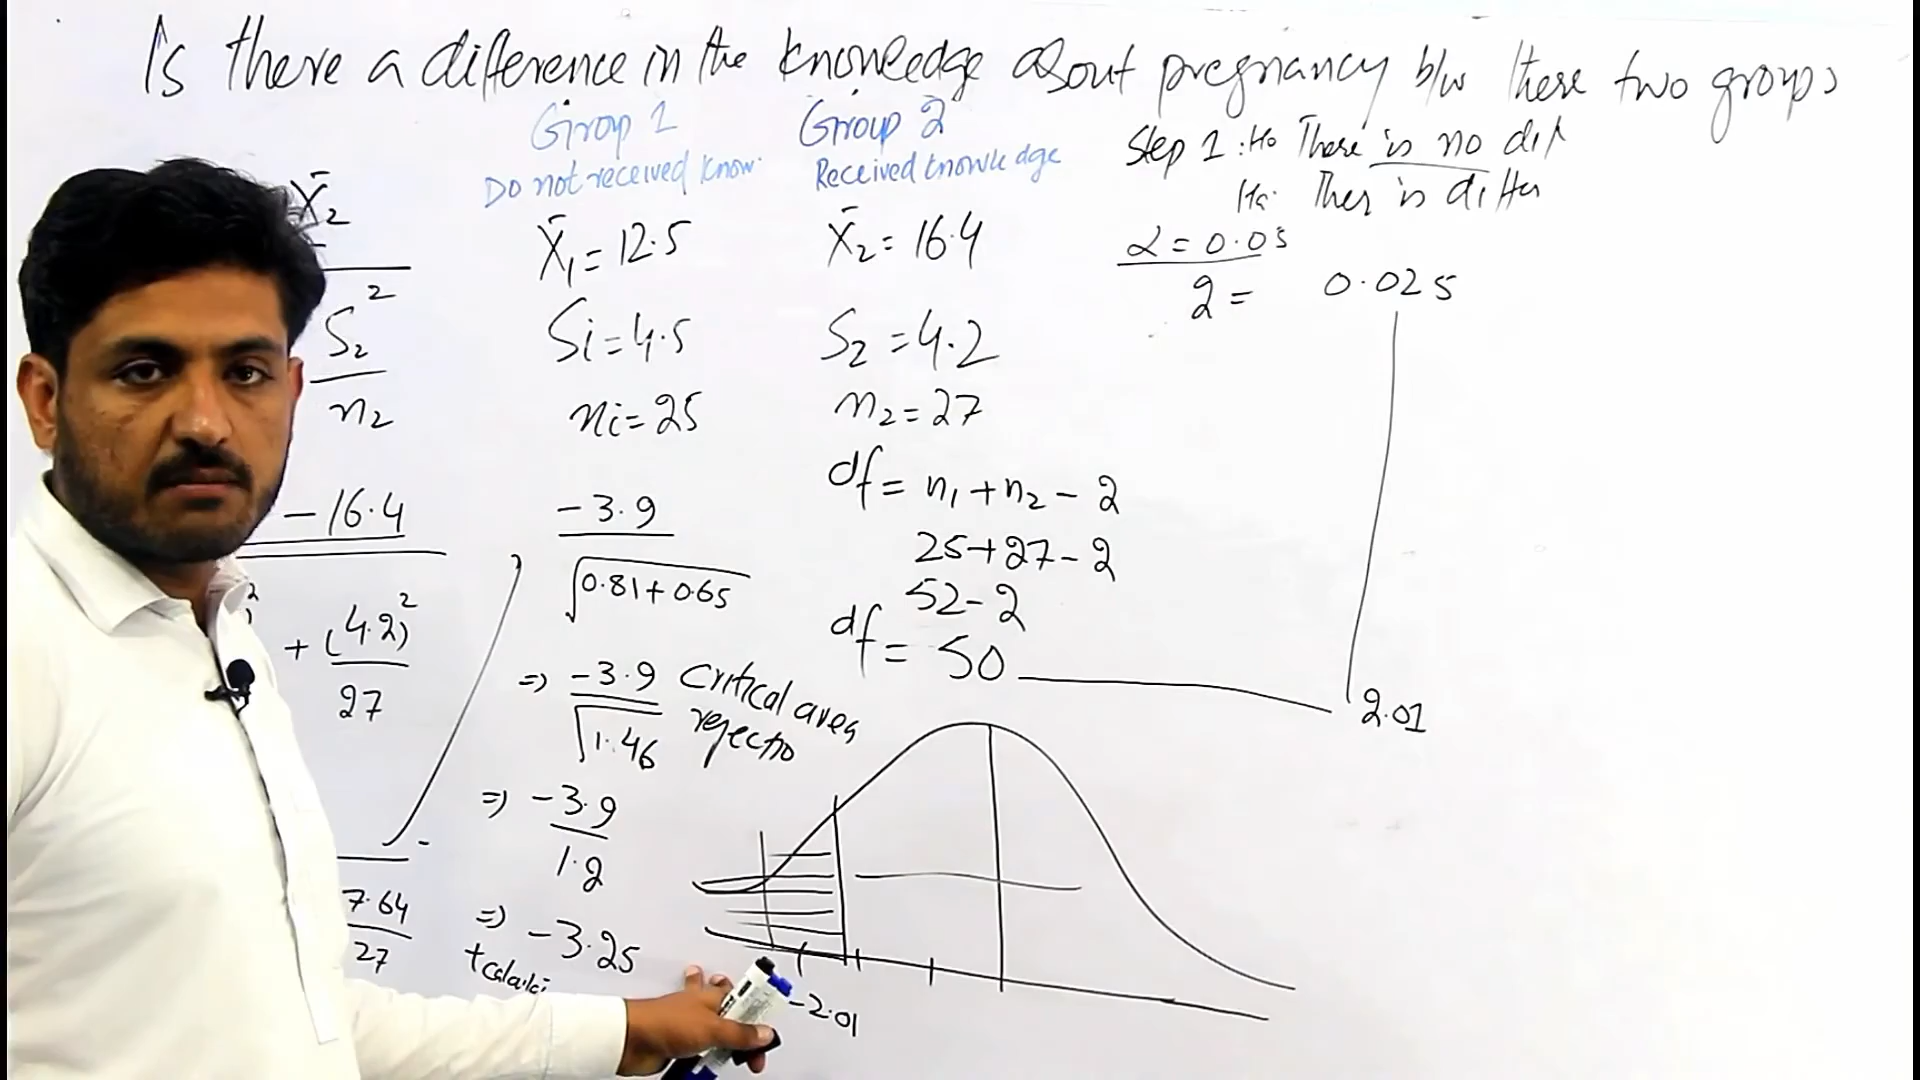 Is there a difference in the knowledge about pregnancy b/w these two groups
Group 1
Do not received know.
X̄₁ = 12.5
Si = 4.5
ni = 25
Group 2
Received knowledge
X̄₂ = 16.4
S₂ = 4.2
n₂ = 27
Step 1: Ho There is no dif
Ha: Ther is differ
α = 0.05
2 = 0.025
X̄₂
S₂²
n₂
- 16.4
+ (4.2)²
27
7.64
27
-3.9
√0.81+0.65
=> -3.9
√1.46
=> -3.9
1.2
=> -3.25
df = n₁ + n₂ - 2
25+27-2
52-2
df = 50
2.01
Critical area
rejectio
-2.01